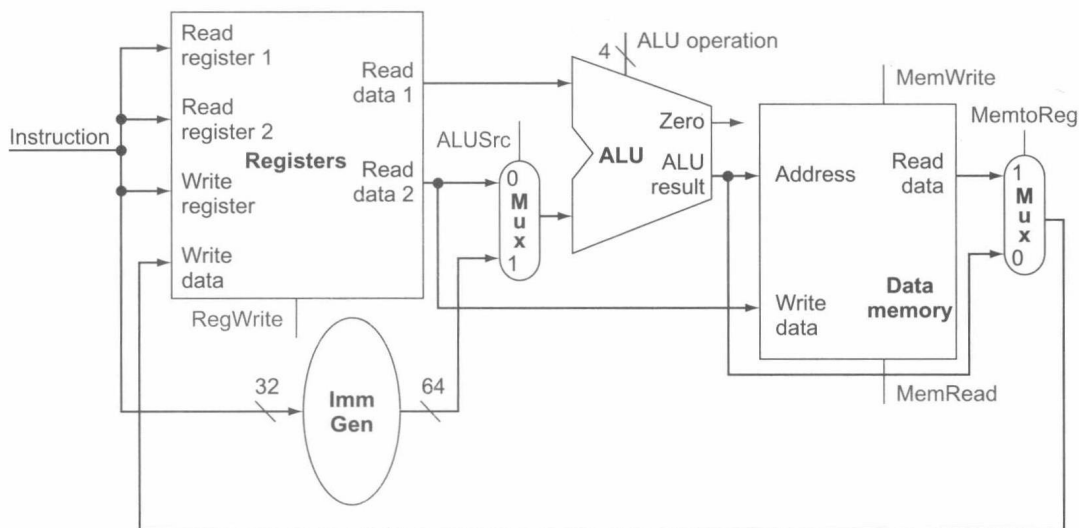 Instruction
Read
register 1
Read
register 2
Write
register
Write
data
Registers
Read
data 1
Read
data 2
RegWrite
32
Imm
Gen
64
ALUSrc
0
Mux
1
4
ALU operation
Zero
ALU
ALU
result
MemWrite
Address
Read
data
Write
data
Data
memory
MemRead
MemtoReg
1
Mux
0